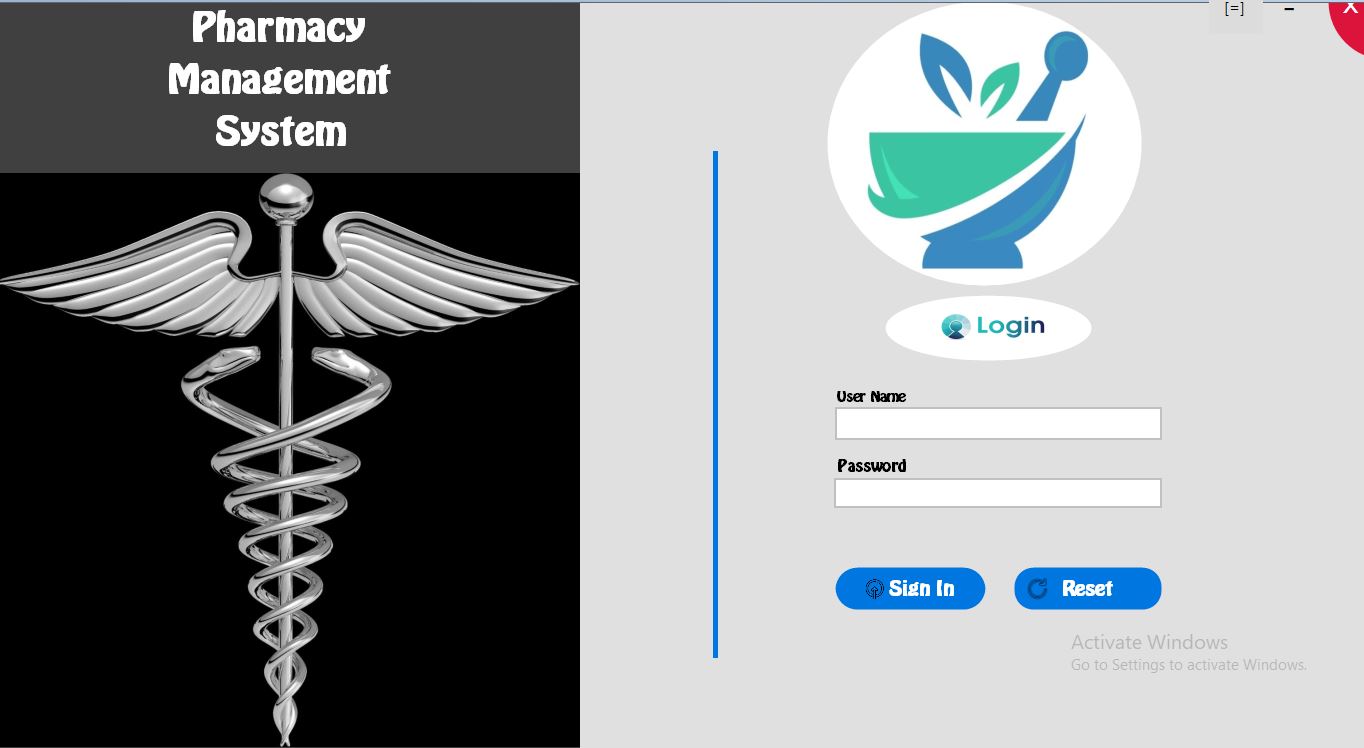 Pharmacy
Management
System
[=]
–
X
Login
User Name
Password
Sign In
Reset
Activate Windows
Go to Settings to activate Windows.